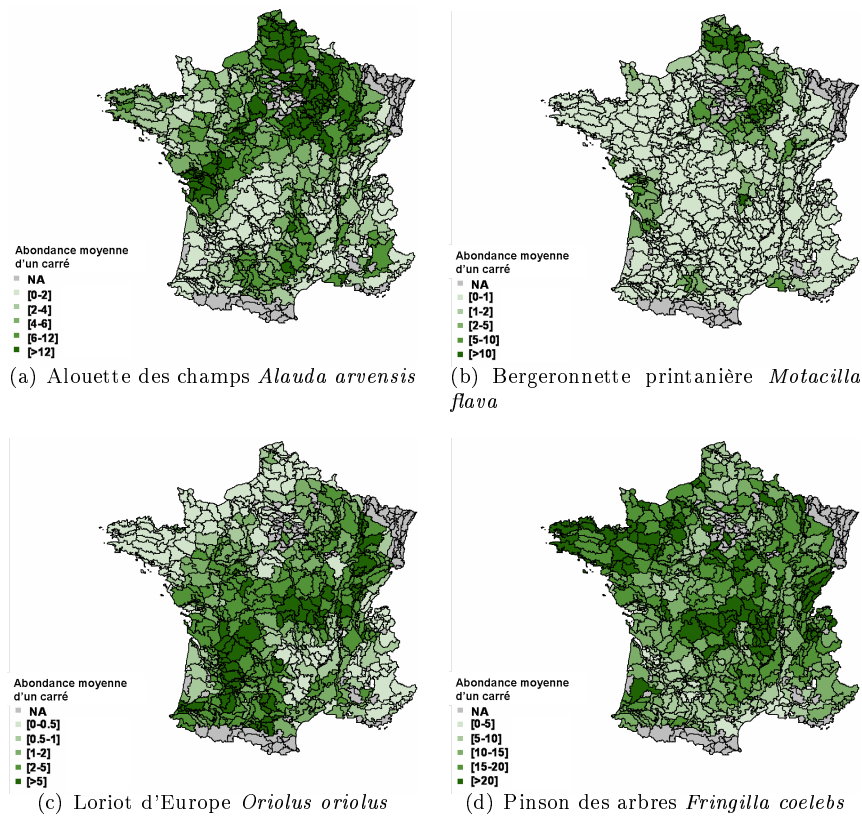 Abondance moyenne
d'un carré
NA
[0-2]
[2-4]
[4-6]
[6-12]
[>12]
(a) Alouette des champs Alauda arvensis
Abondance moyenne
d'un carré
NA
[0-1]
[1-2]
[2-5]
[5-10]
[>10]
(b) Bergeronnette printanière Motacilla
flava
Abondance moyenne
d'un carré
NA
[0-0.5]
[0.5-1]
[1-2]
[2-5]
[>5]
(c) Loriot d'Europe Oriolus oriolus
Abondance moyenne
d'un carré
NA
[0-5]
[5-10]
[10-15]
[15-20]
[>20]
(d) Pinson des arbres Fringilla coelebs